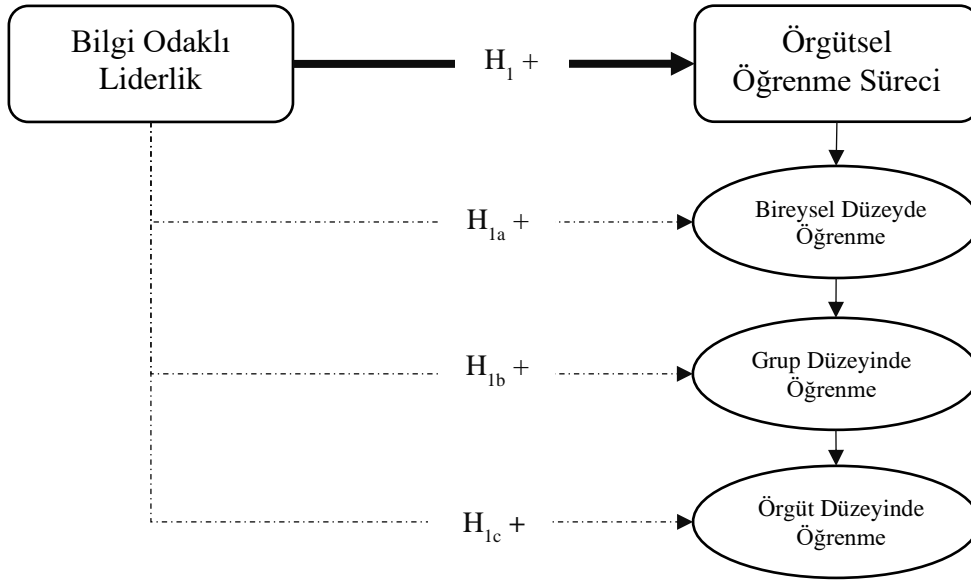 Bilgi Odaklı
Liderlik
H1 +
Örgütsel
Öğrenme Süreci
H1a +
Bireysel Düzeyde
Öğrenme
H1b +
Grup Düzeyinde
Öğrenme
H1c +
Örgüt Düzeyinde
Öğrenme